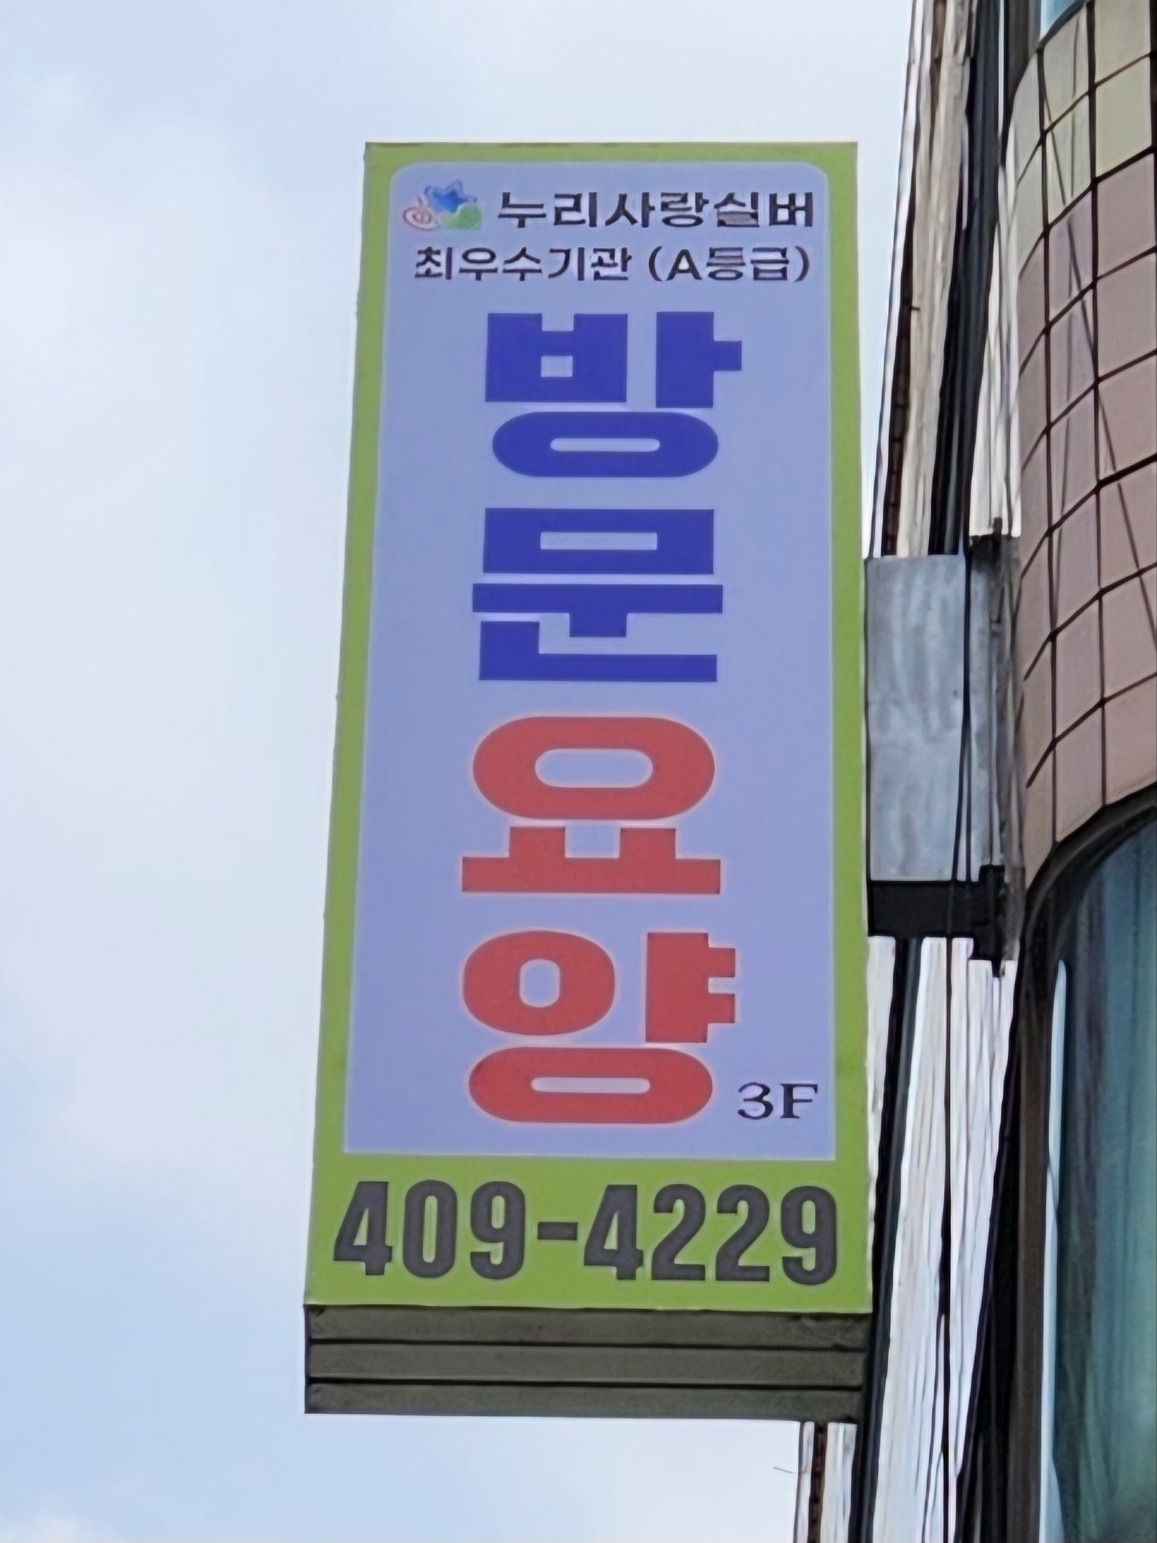 누리사랑실버
최우수기관 (A등급)
방
문
요
양
3F
409-4229